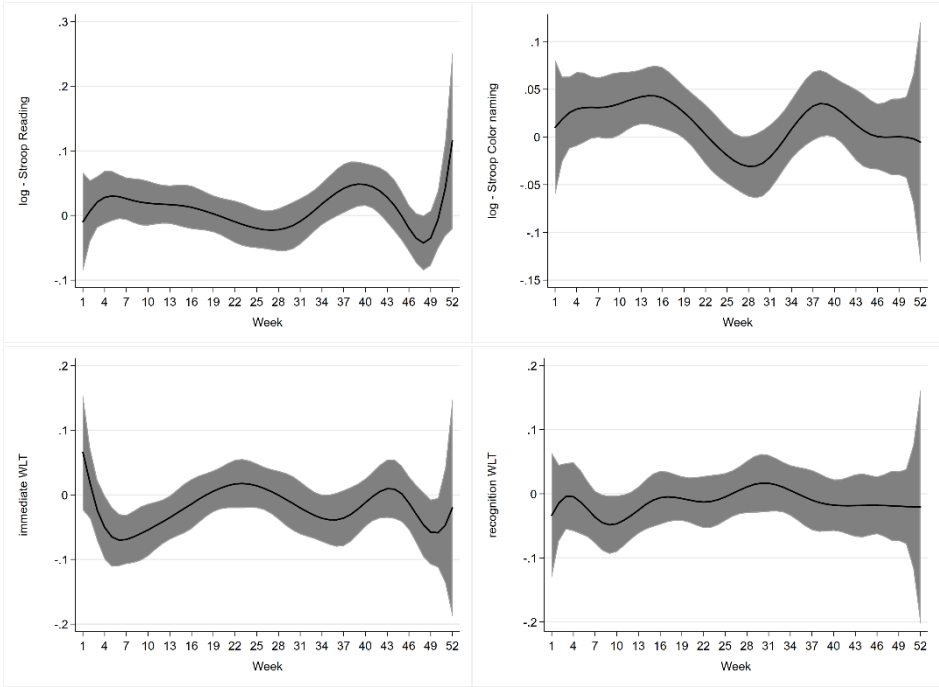 .3
.2
.1
0
-.1
log - Stroop Reading
1 4 7 10 13 16 19 22 25 28 31 34 37 40 43 46 49 52
Week
.1
.05
0
-.05
-.1
-.15
log - Stroop Color naming
1 4 7 10 13 16 19 22 25 28 31 34 37 40 43 46 49 52
Week
.2
.1
0
-.1
-.2
immediate WLT
1 4 7 10 13 16 19 22 25 28 31 34 37 40 43 46 49 52
Week
.2
.1
0
-.1
-.2
recognition WLT
1 4 7 10 13 16 19 22 25 28 31 34 37 40 43 46 49 52
Week